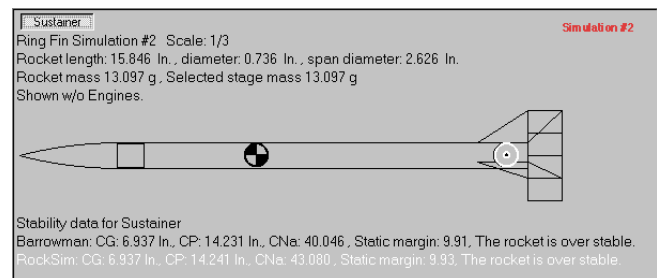 Sustainer
Simulation #2
Ring Fin Simulation #2 Scale: 1/3
Rocket length: 15.846 In., diameter: 0.736 In., span diameter: 2.626 In.
Rocket mass 13.097 g, Selected stage mass 13.097 g
Shown w/o Engines.
Stability data for Sustainer
Barrowman: CG: 6.937 In., CP: 14.231 In., CNa: 40.046, Static margin: 9.91, The rocket is over stable.
RockSim: CG: 6.937 In., CP: 14.241 In., CNa: 43.080, Static margin: 9.93, The rocket is over stable.